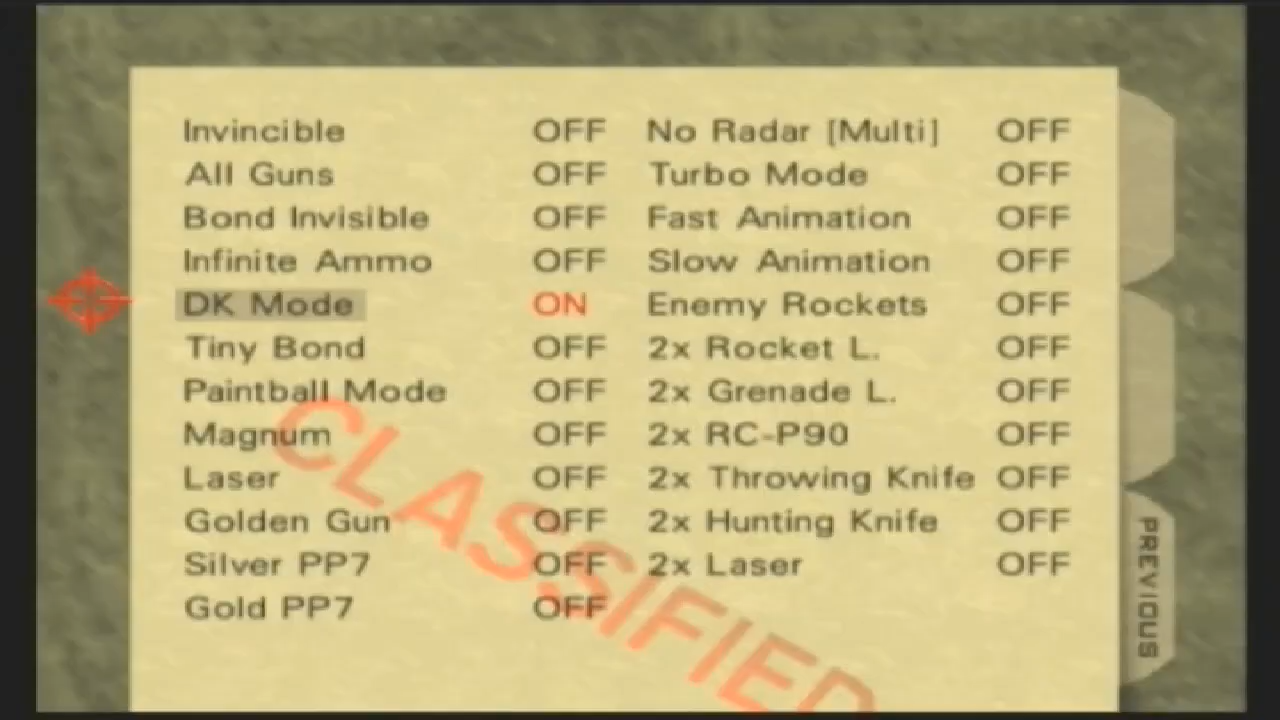 Invincible OFF No Radar [Multi] OFF
All Guns OFF Turbo Mode OFF
Bond Invisible OFF Fast Animation OFF
Infinite Ammo OFF Slow Animation OFF
DK Mode ON Enemy Rockets OFF
Tiny Bond OFF 2x Rocket L. OFF
Paintball Mode OFF 2x Grenade L. OFF
Magnum OFF 2x RC-P90 OFF
Laser OFF 2x Throwing Knife OFF
Golden Gun OFF 2x Hunting Knife OFF
Silver PP7 OFF 2x Laser OFF
Gold PP7 OFF
CLASSIFIED
PREVIOUS